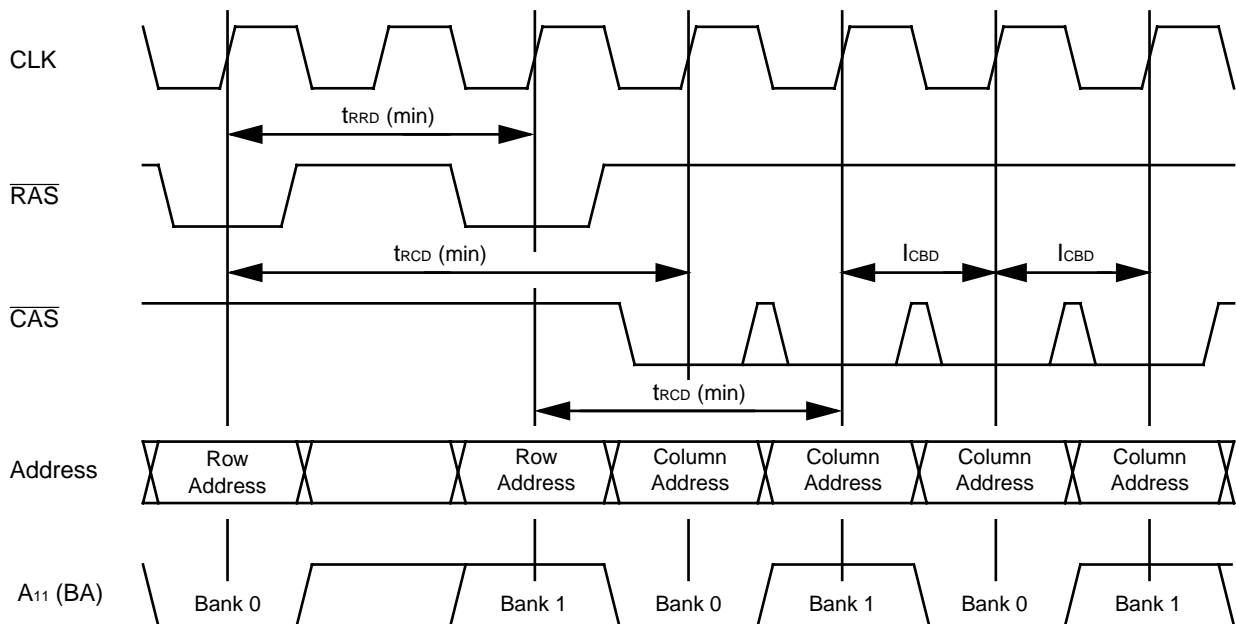 CLK
tRRD (min)
RAS
tRCD (min)
ICBD
ICBD
CAS
tRCD (min)
Address
Row
Address
Row
Address
Column
Address
Column
Address
Column
Address
Column
Address
A11 (BA)
Bank 0
Bank 1
Bank 0
Bank 1
Bank 0
Bank 1